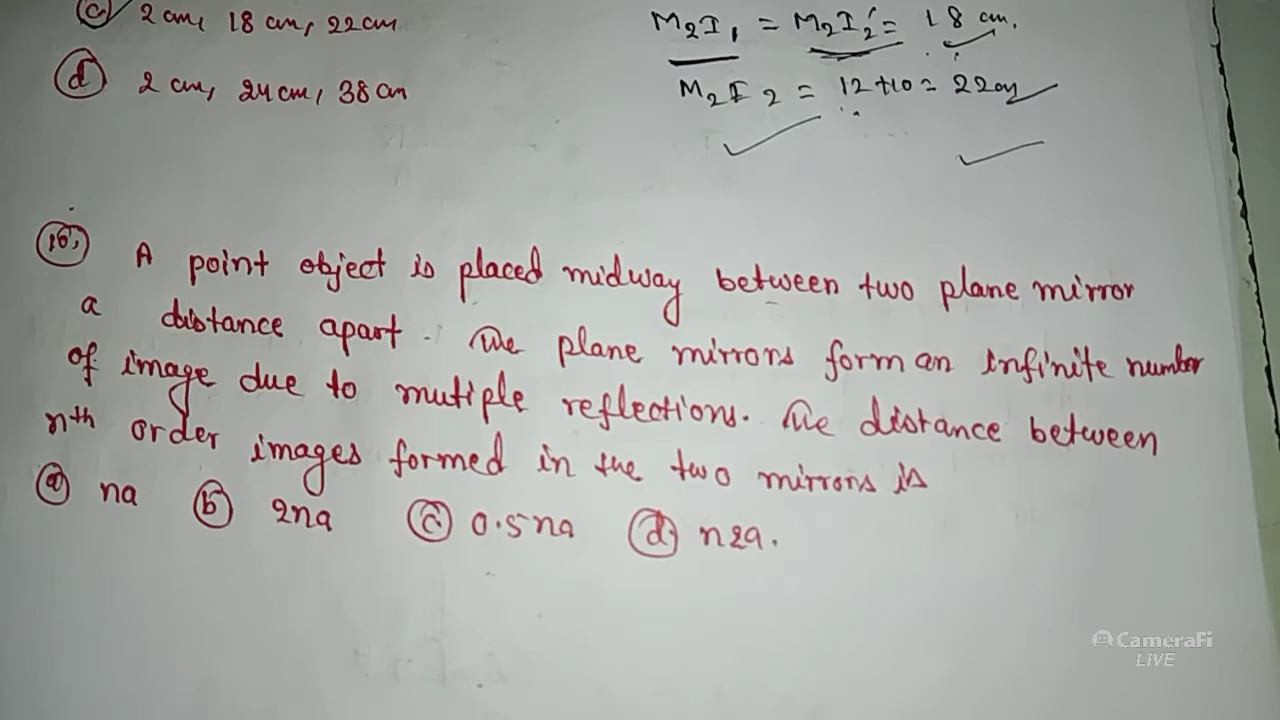 (c) 2 cm, 18 cm, 22 cm
M₂I₁ = M₂I₂' = 18 cm.
(d) 2 cm, 24 cm, 38 cm
M₂I₂ = 12+10 = 22 cm
(16.) A point object is placed midway between two plane mirror
a distance apart. The plane mirrors form an infinite number
of image due to mutiple reflections. The distance between
nth order images formed in the two mirrors is
(a) na (b) 2na (c) 0.5na (d) n2a.
CameraFi
LIVE